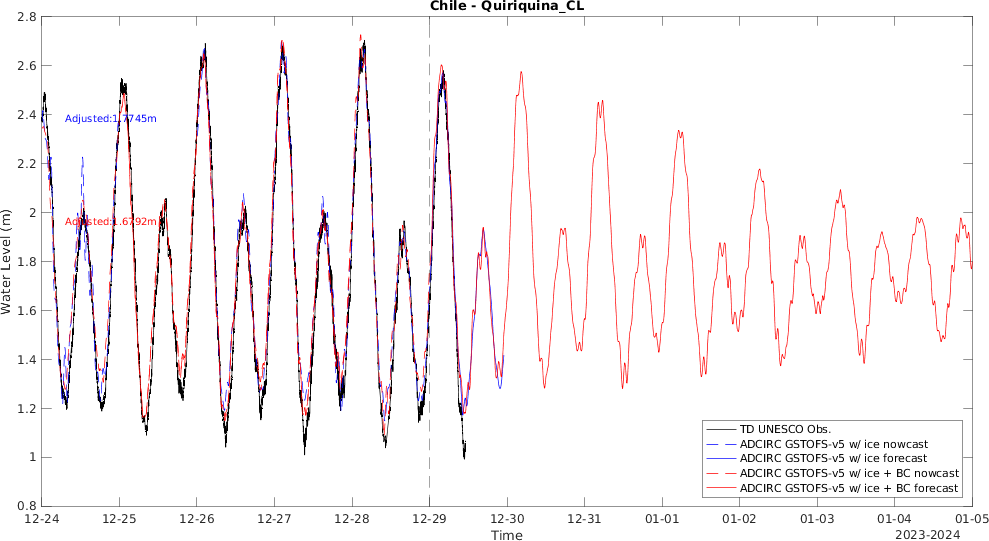 Chile - Quiriquina_CL
2.8
2.6
2.4
2.2
2
1.8
1.6
1.4
1.2
1
0.8
Water Level (m)
Adjusted:1.7745m
Adjusted:1.6792m
TD UNESCO Obs.
ADCIRC GSTOFS-v5 w/ ice nowcast
ADCIRC GSTOFS-v5 w/ ice forecast
ADCIRC GSTOFS-v5 w/ ice + BC nowcast
ADCIRC GSTOFS-v5 w/ ice + BC forecast
12-24 12-25 12-26 12-27 12-28 12-29 12-30 12-31 01-01 01-02 01-03 01-04 01-05
Time
2023-2024